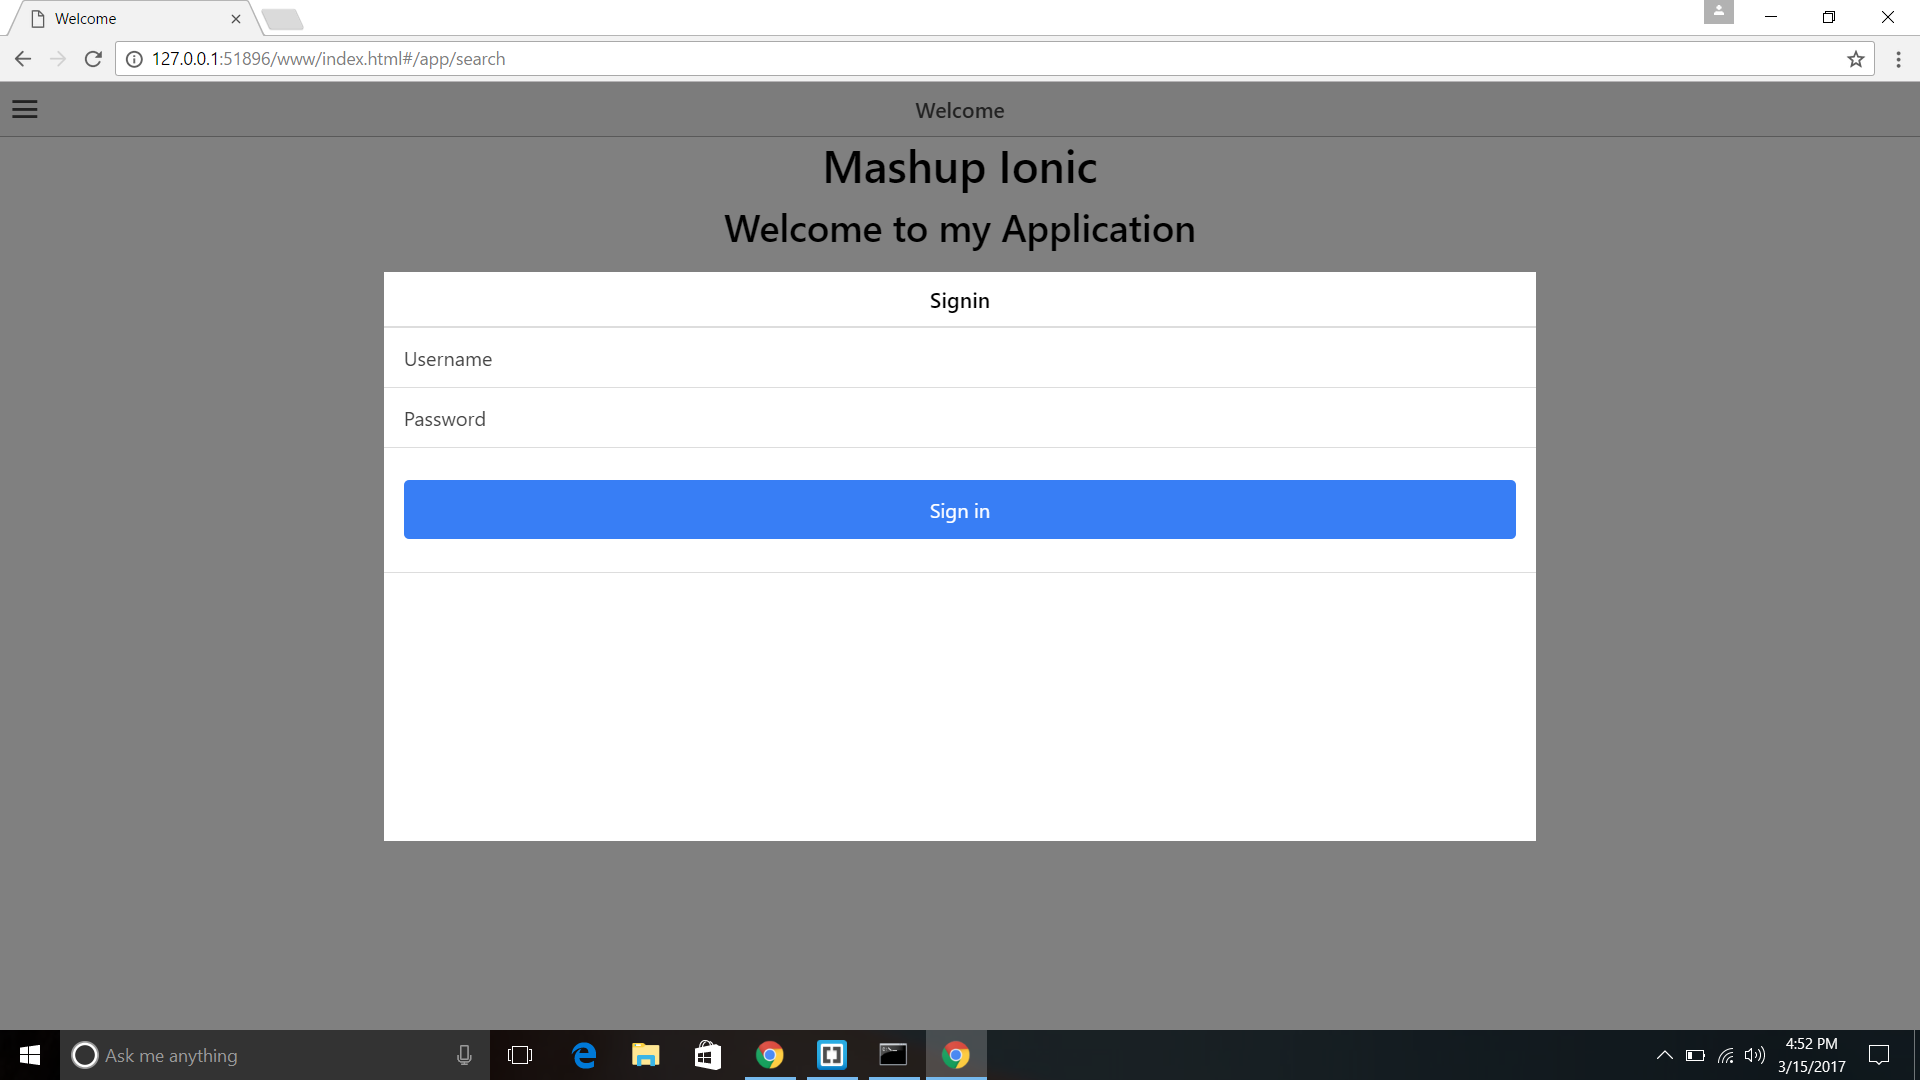 Welcome
127.0.0.1:51896/www/index.html#/app/search
Welcome
Mashup Ionic
Welcome to my Application
Signin
Username
Password
Sign in
Ask me anything
4:52 PM
3/15/2017